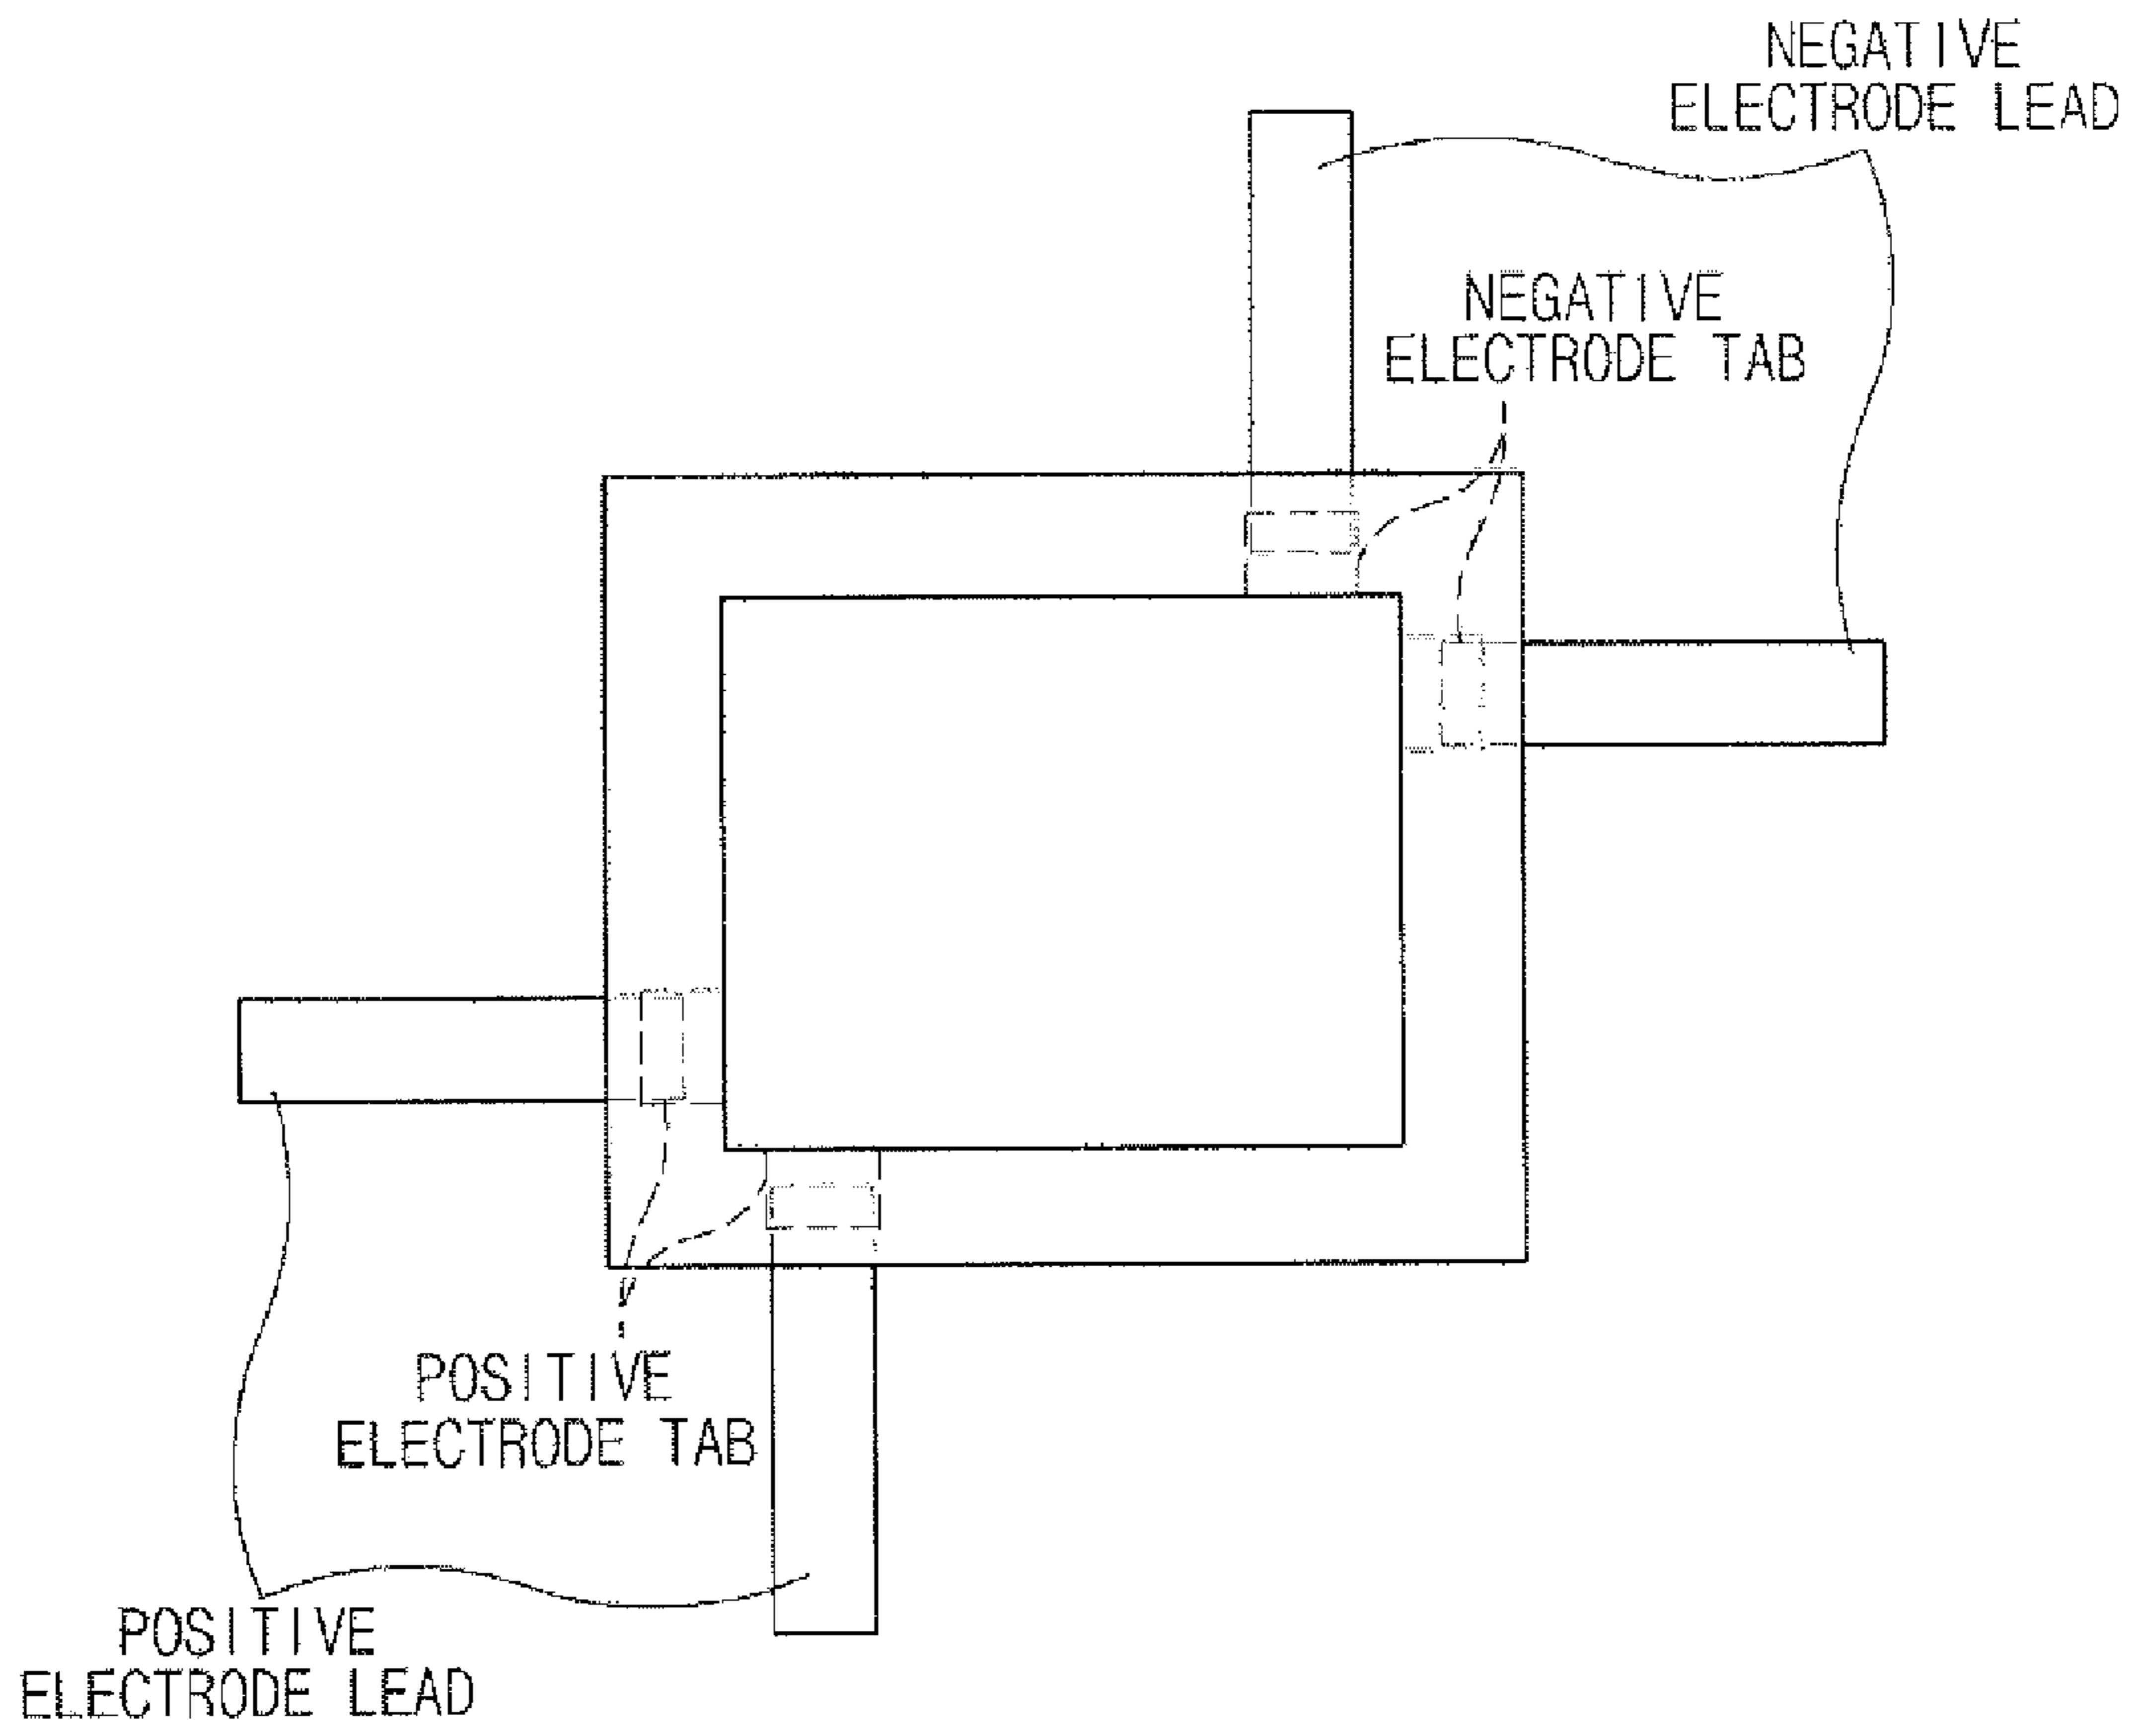 NEGATIVE
ELECTRODE LEAD
NEGATIVE
ELECTRODE TAB
POSITIVE
ELECTRODE TAB
POSITIVE
ELECTRODE LEAD